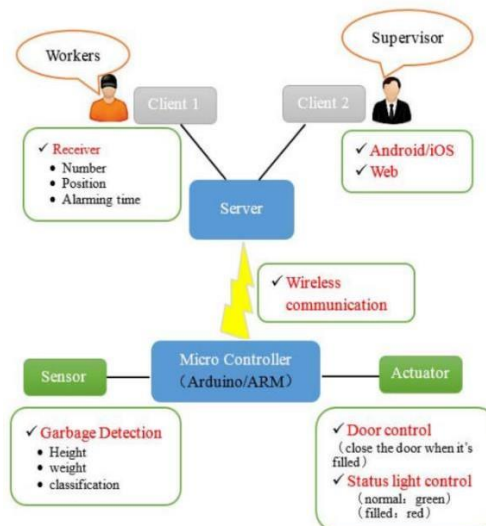 Workers
Supervisor
Client 1
Client 2
✓ Receiver
• Number
• Position
• Alarming time
✓ Android/iOS
✓ Web
Server
✓ Wireless
communication
Micro Controller
（Arduino/ARM）
Sensor
Actuator
✓ Garbage Detection
• Height
• weight
• classification
✓ Door control
（close the door when it's
filled）
✓ Status light control
（normal：green）
（filled：red）